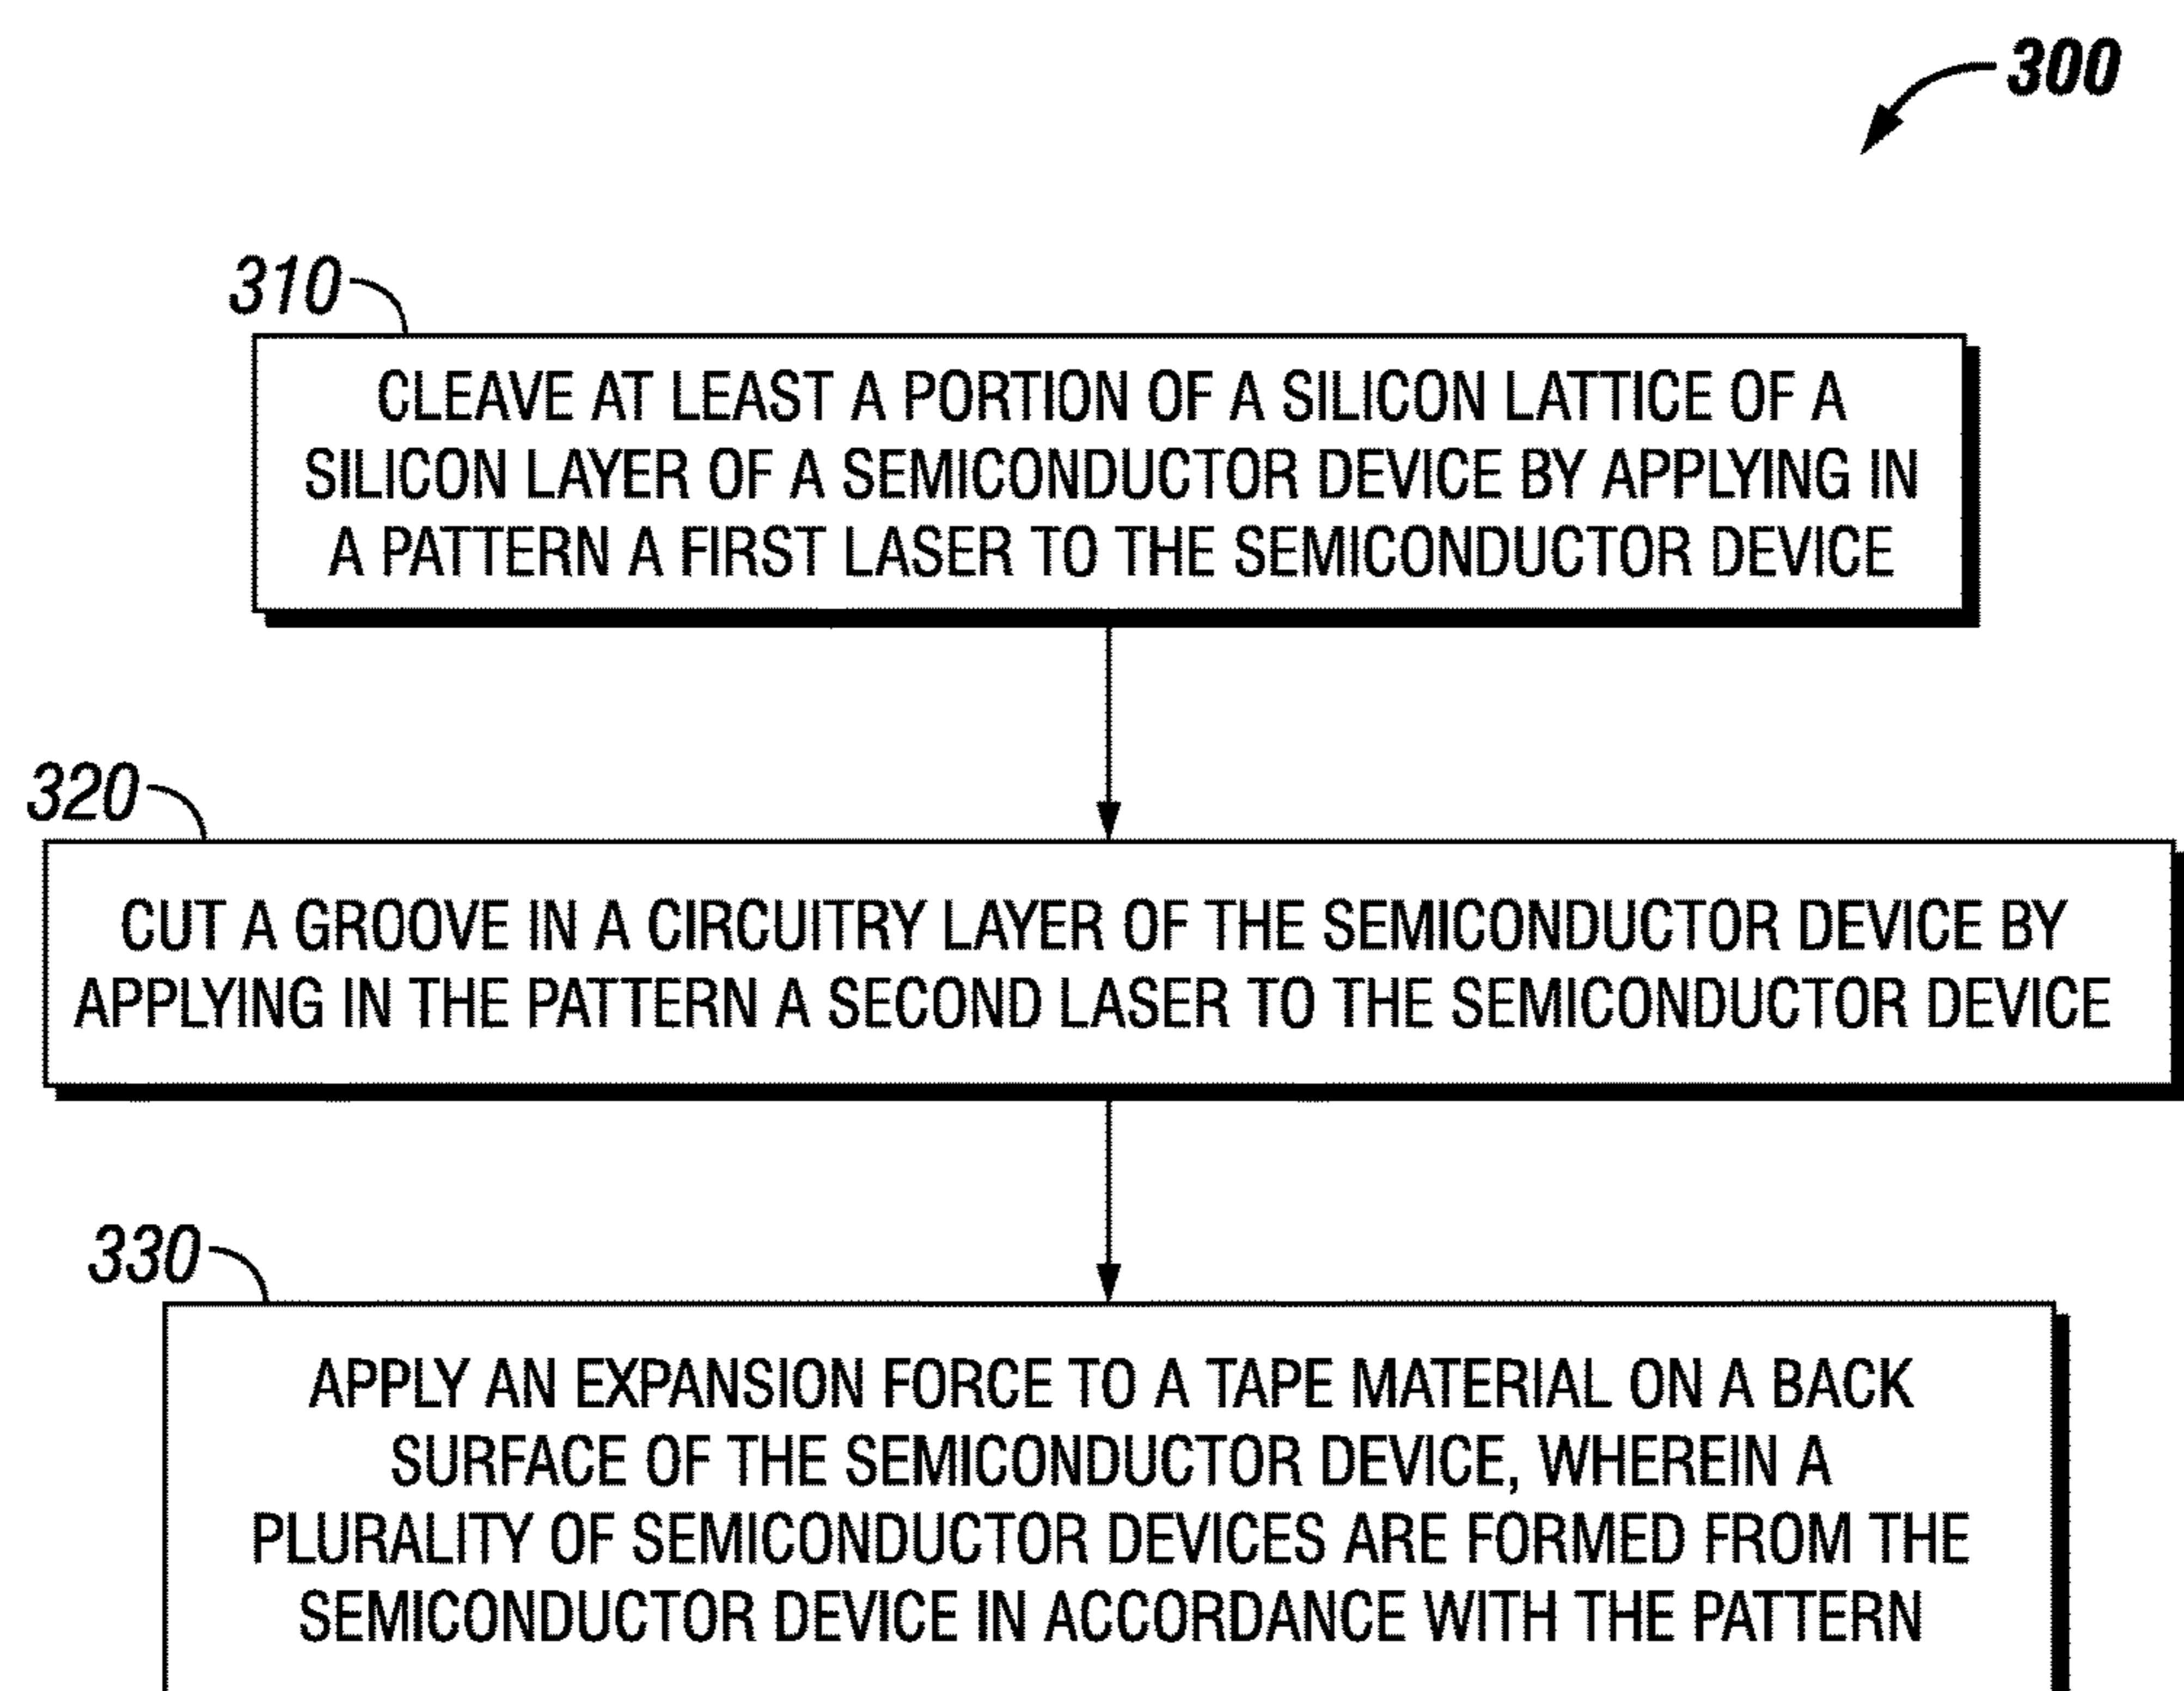 300
310
CLEAVE AT LEAST A PORTION OF A SILICON LATTICE OF A
SILICON LAYER OF A SEMICONDUCTOR DEVICE BY APPLYING IN
A PATTERN A FIRST LASER TO THE SEMICONDUCTOR DEVICE
320
CUT A GROOVE IN A CIRCUITRY LAYER OF THE SEMICONDUCTOR DEVICE BY
APPLYING IN THE PATTERN A SECOND LASER TO THE SEMICONDUCTOR DEVICE
330
APPLY AN EXPANSION FORCE TO A TAPE MATERIAL ON A BACK
SURFACE OF THE SEMICONDUCTOR DEVICE, WHEREIN A
PLURALITY OF SEMICONDUCTOR DEVICES ARE FORMED FROM THE
SEMICONDUCTOR DEVICE IN ACCORDANCE WITH THE PATTERN